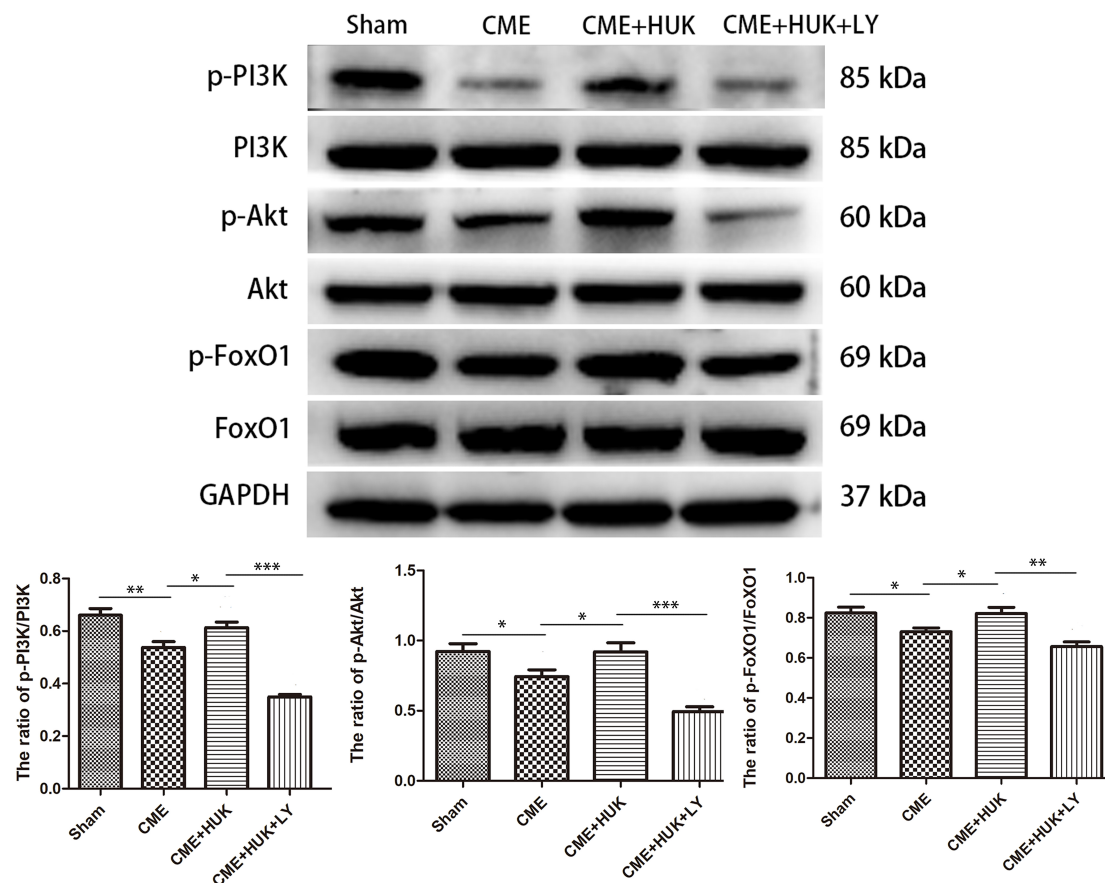 Sham CME CME+HUK CME+HUK+LY
p-PI3K 85 kDa
PI3K 85 kDa
p-Akt 60 kDa
Akt 60 kDa
p-FoxO1 69 kDa
FoxO1 69 kDa
GAPDH 37 kDa
The ratio of p-PI3K/PI3K
0.8
0.6
0.4
0.2
0.0
** * ***
Sham
CME
CME+HUK
CME+HUK+LY
The ratio of p-Akt/Akt
1.5
1.0
0.5
0.0
* * ***
Sham
CME
CME+HUK
CME+HUK+LY
The ratio of p-FoXO1/FoXO1
1.0
0.8
0.6
0.4
0.2
0.0
* * **
Sham
CME
CME+HUK
CME+HUK+LY